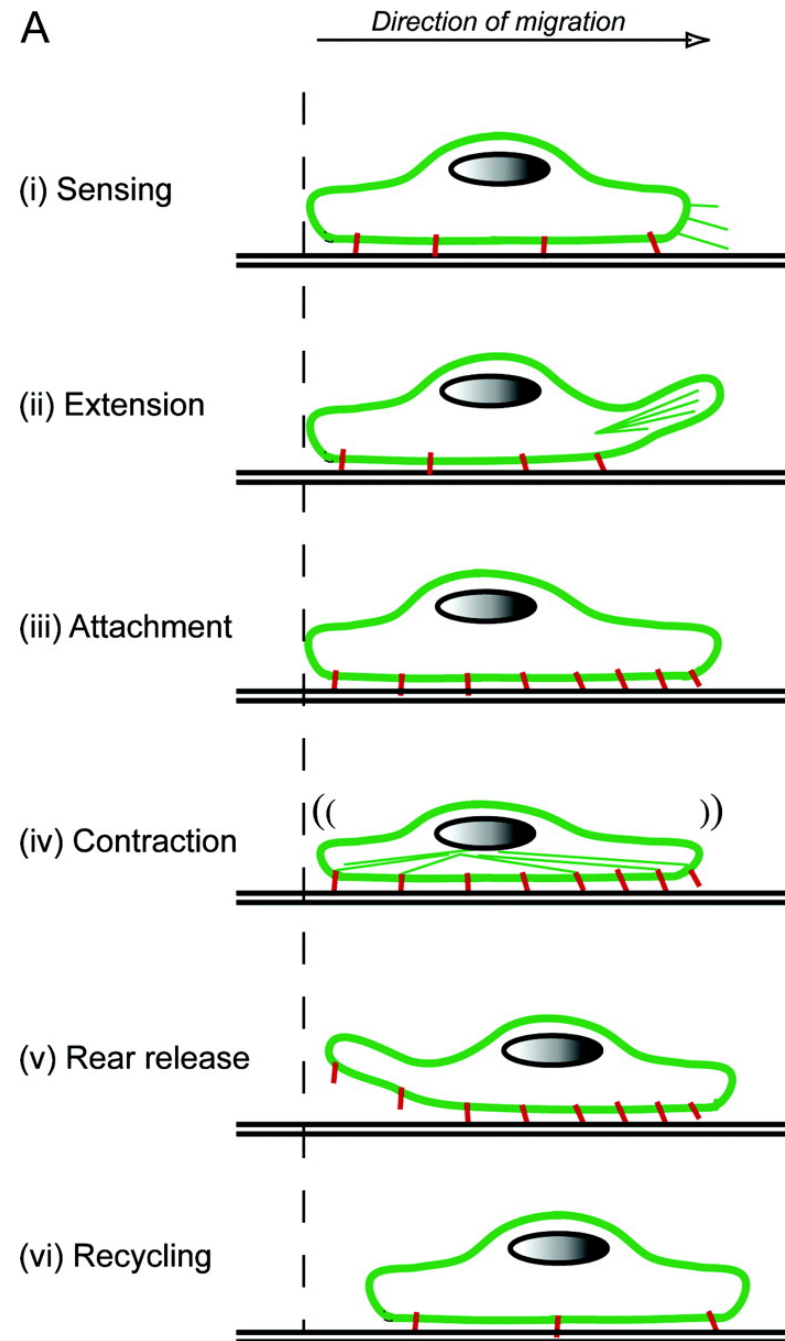 A
Direction of migration
(i) Sensing
(ii) Extension
(iii) Attachment
(iv) Contraction
(v) Rear release
(vi) Recycling